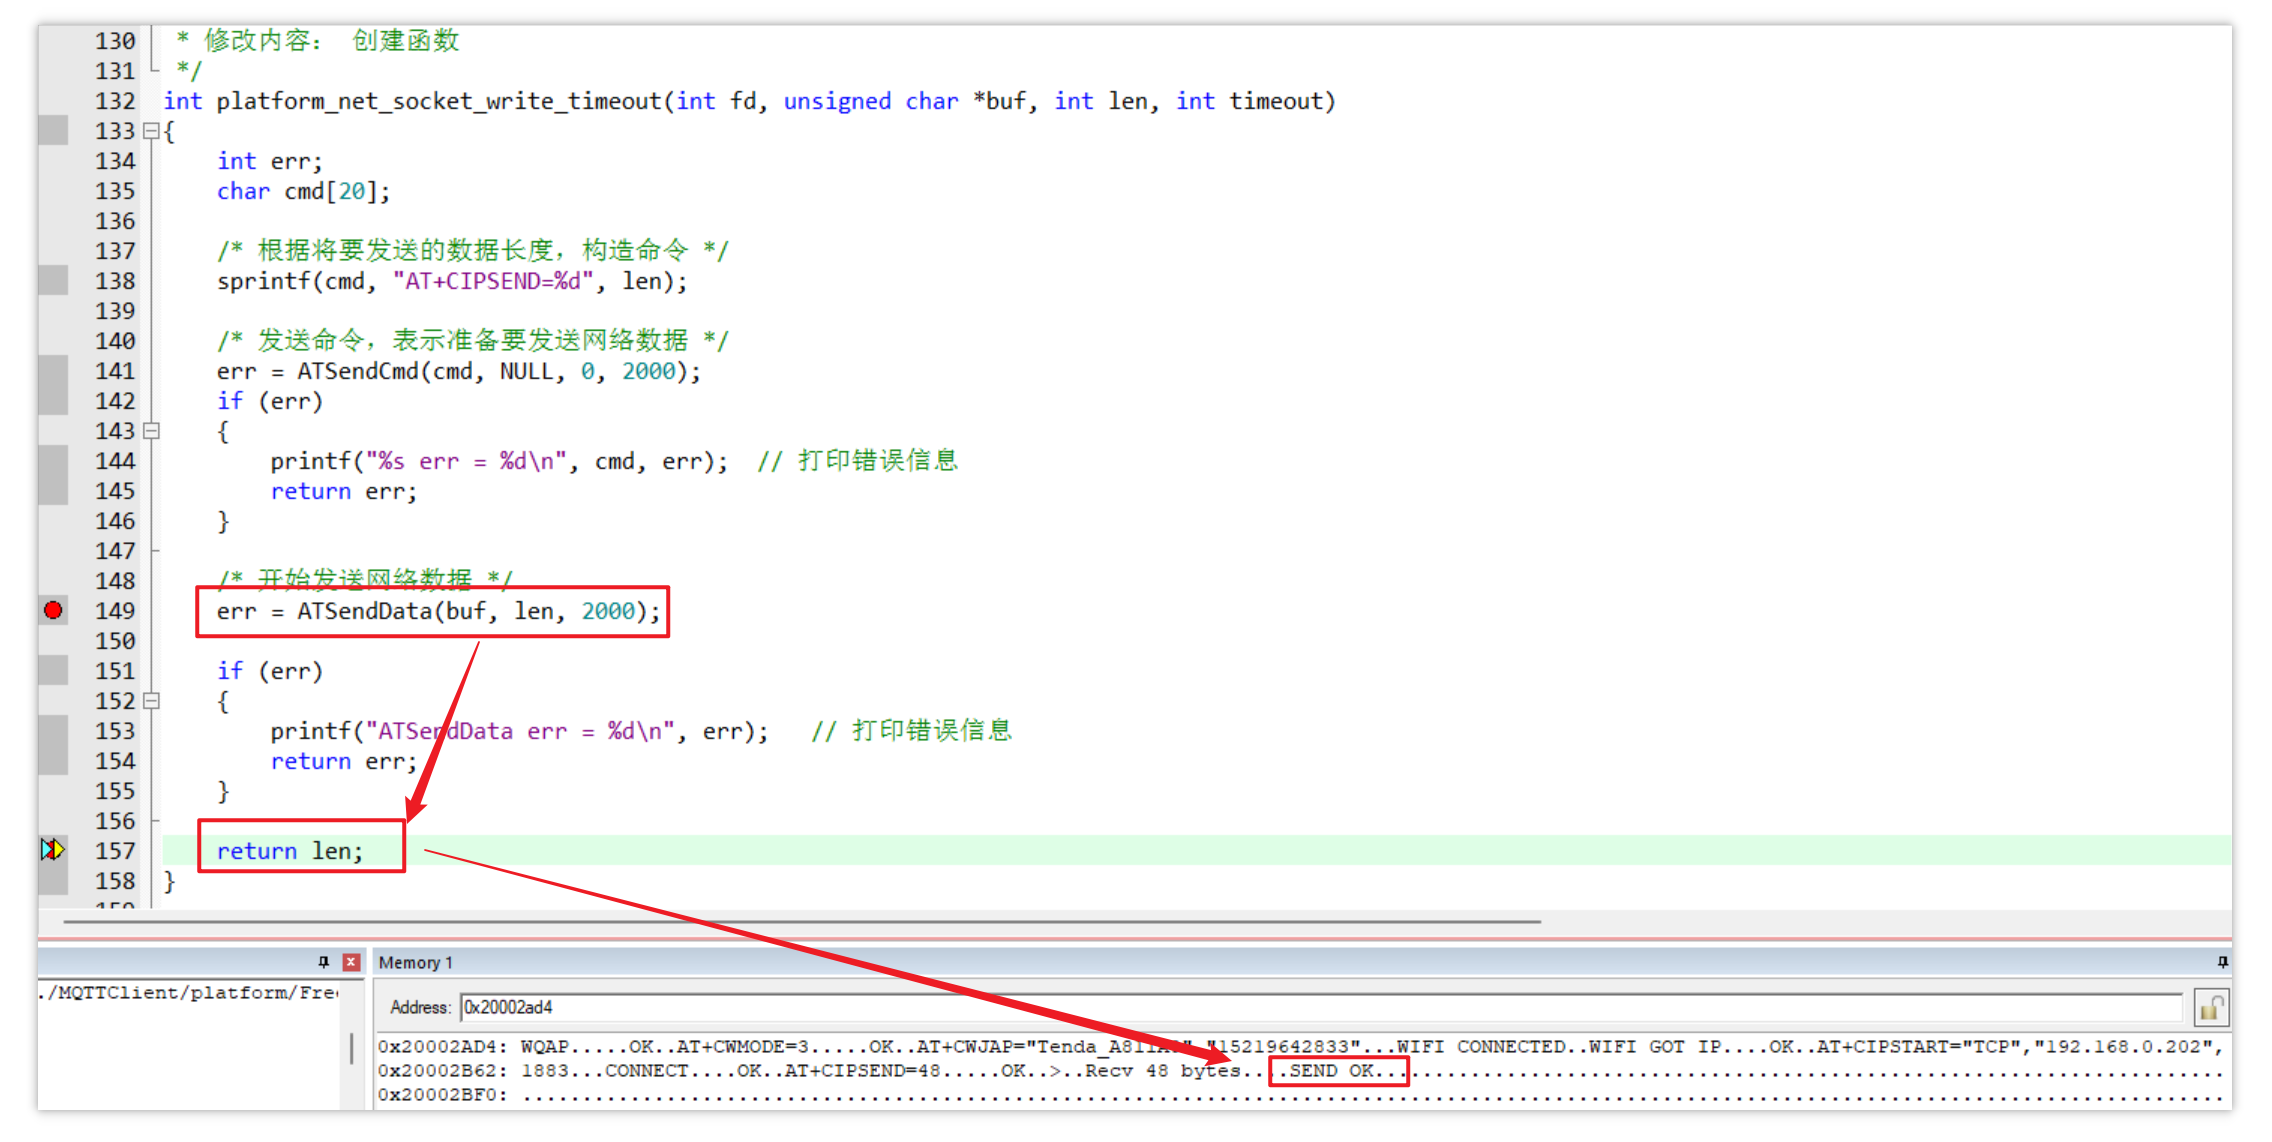 130 * 修改内容： 创建函数
131 */
132 int platform_net_socket_write_timeout(int fd, unsigned char *buf, int len, int timeout)
133 {
134 int err;
135 char cmd[20];
136
137 /* 根据将要发送的数据长度，构造命令 */
138 sprintf(cmd, "AT+CIPSEND=%d", len);
139
140 /* 发送命令，表示准备要发送网络数据 */
141 err = ATSendCmd(cmd, NULL, 0, 2000);
142 if (err)
143 {
144 printf("%s err = %d\n", cmd, err); // 打印错误信息
145 return err;
146 }
147
148 /* 开始发送网络数据 */
149 err = ATSendData(buf, len, 2000);
150
151 if (err)
152 {
153 printf("ATSendData err = %d\n", err); // 打印错误信息
154 return err;
155 }
156
157 return len;
158 }
159
Memory 1
./MQTTClient/platform/Fre
Address: 0x20002ad4
0x20002AD4: WQAP.....OK..AT+CWMODE=3.....OK..AT+CWJAP="Tenda_","15219642833"...WIFI CONNECTED..WIFI GOT IP....OK..AT+CIPSTART="TCP","192.168.0.202",
0x20002B62: 1883...CONNECT....OK..AT+CIPSEND=48.....OK..>..Recv 48 bytes....SEND OK...
0x20002BF0: ...